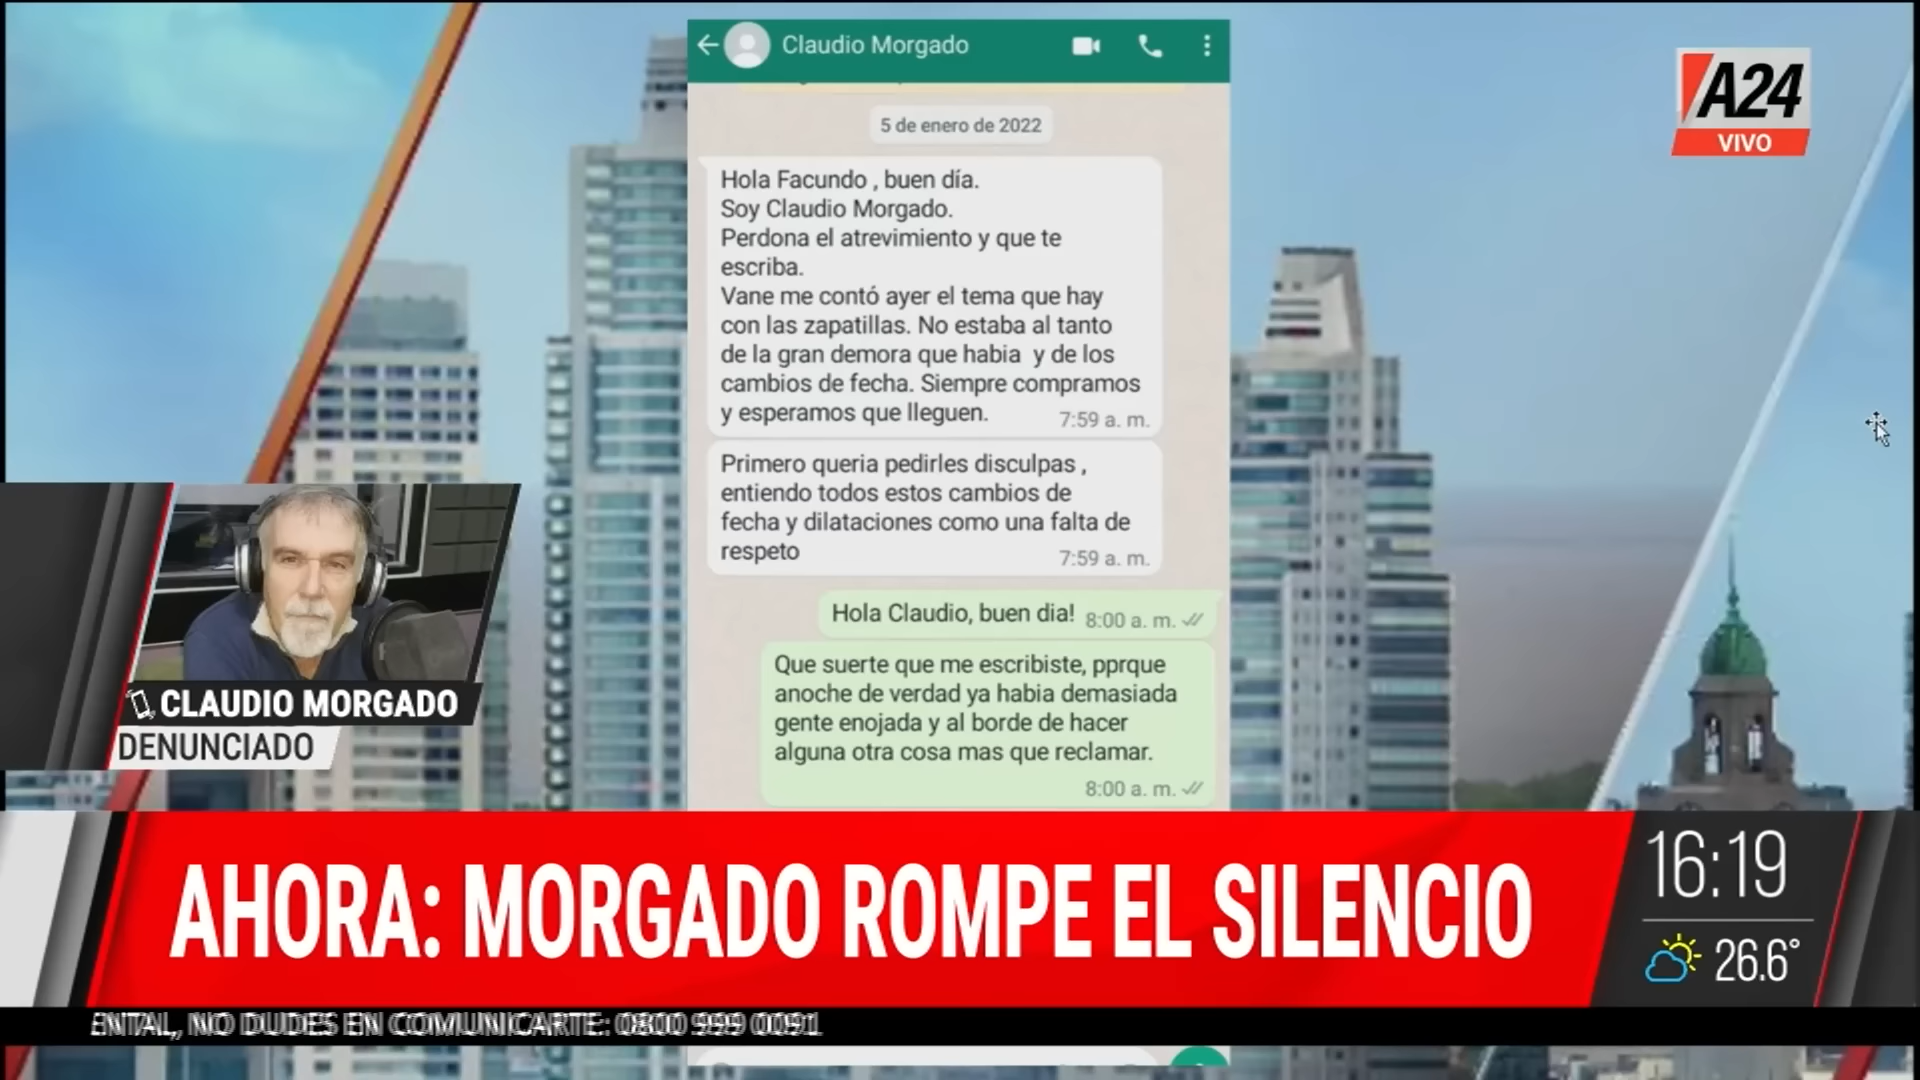 Claudio Morgado
5 de enero de 2022
Hola Facundo , buen día.
Soy Claudio Morgado.
Perdona el atrevimiento y que te
escriba.
Vane me contó ayer el tema que hay
con las zapatillas. No estaba al tanto
de la gran demora que habia y de los
cambios de fecha. Siempre compramos
y esperamos que lleguen.
7:59 a. m.
Primero queria pedirles disculpas ,
entiendo todos estos cambios de
fecha y dilataciones como una falta de
respeto
7:59 a. m.
Hola Claudio, buen dia!
8:00 a. m.
Que suerte que me escribiste, pprque
anoche de verdad ya habia demasiada
gente enojada y al borde de hacer
alguna otra cosa mas que reclamar.
8:00 a. m.
A24
VIVO
CLAUDIO MORGADO
DENUNCIADO
AHORA: MORGADO ROMPE EL SILENCIO
16:19
26.6°
ENTAL, NO DUDES EN COMUNICARTE: 0800 999 0091